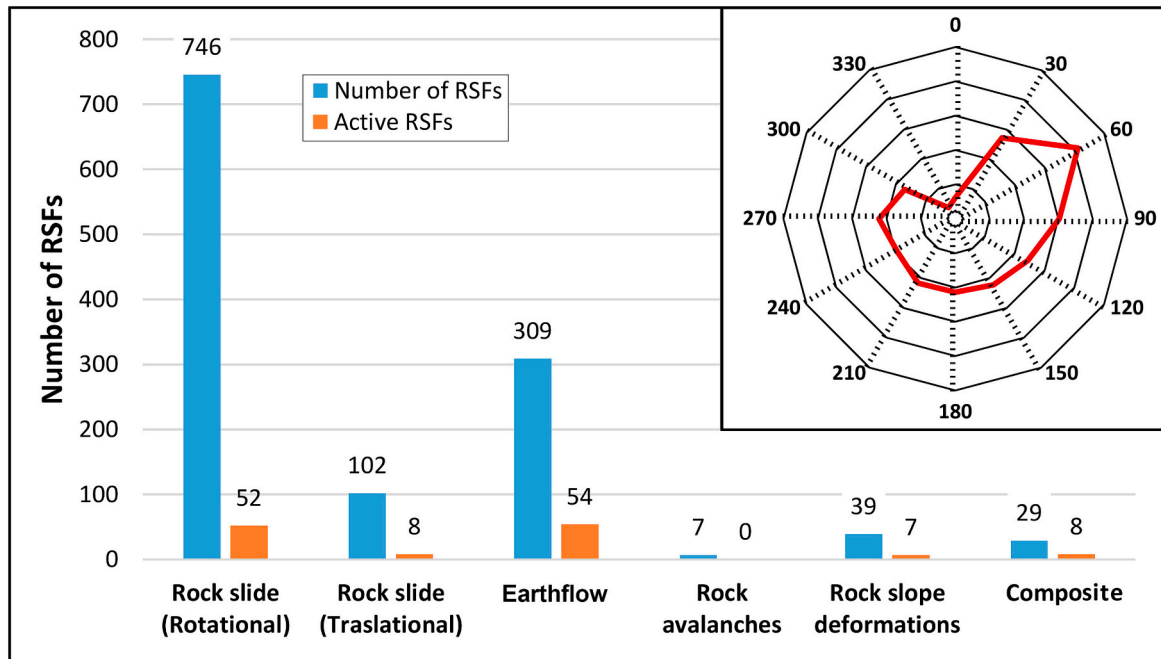 800
700
600
500
400
300
200
100
0
Number of RSFs
Number of RSFs
Active RSFs
746
52
102
8
309
54
7
0
39
7
29
8
Rock slide
(Rotational)
Rock slide
(Traslational)
Earthflow
Rock
avalanches
Rock slope
deformations
Composite
0
30
60
90
120
150
180
210
240
270
300
330